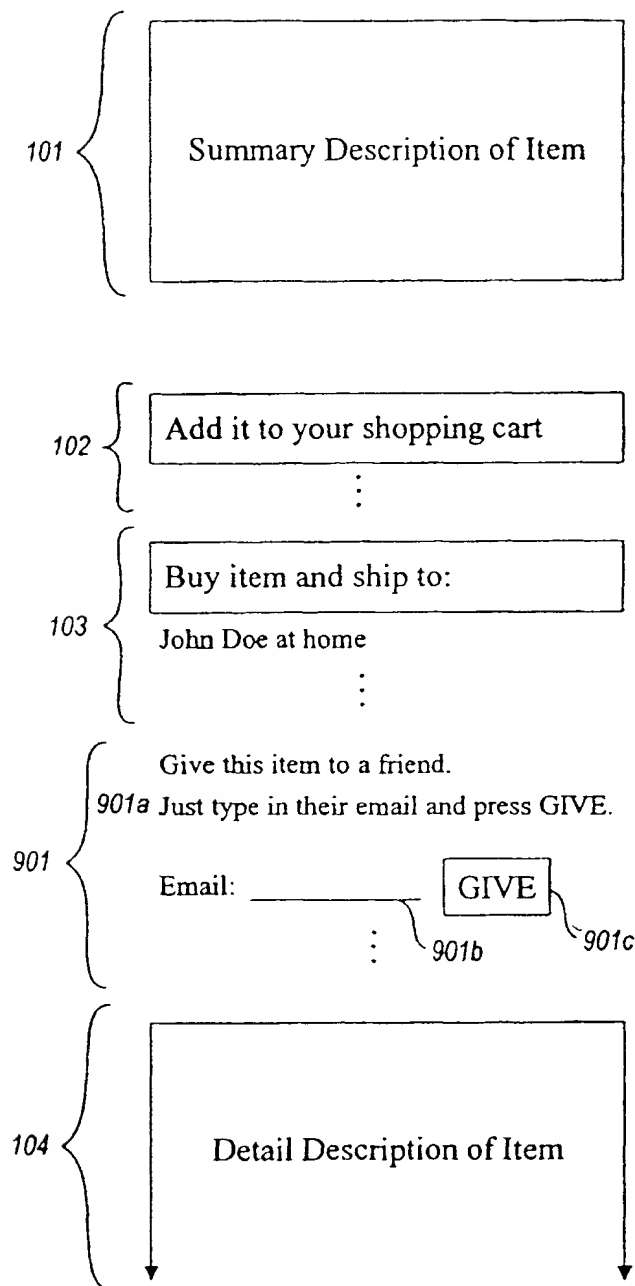 101
Summary Description of Item
102
Add it to your shopping cart
103
Buy item and ship to:
John Doe at home
901
Give this item to a friend.
901a Just type in their email and press GIVE.
Email: GIVE
901b
901c
104
Detail Description of Item